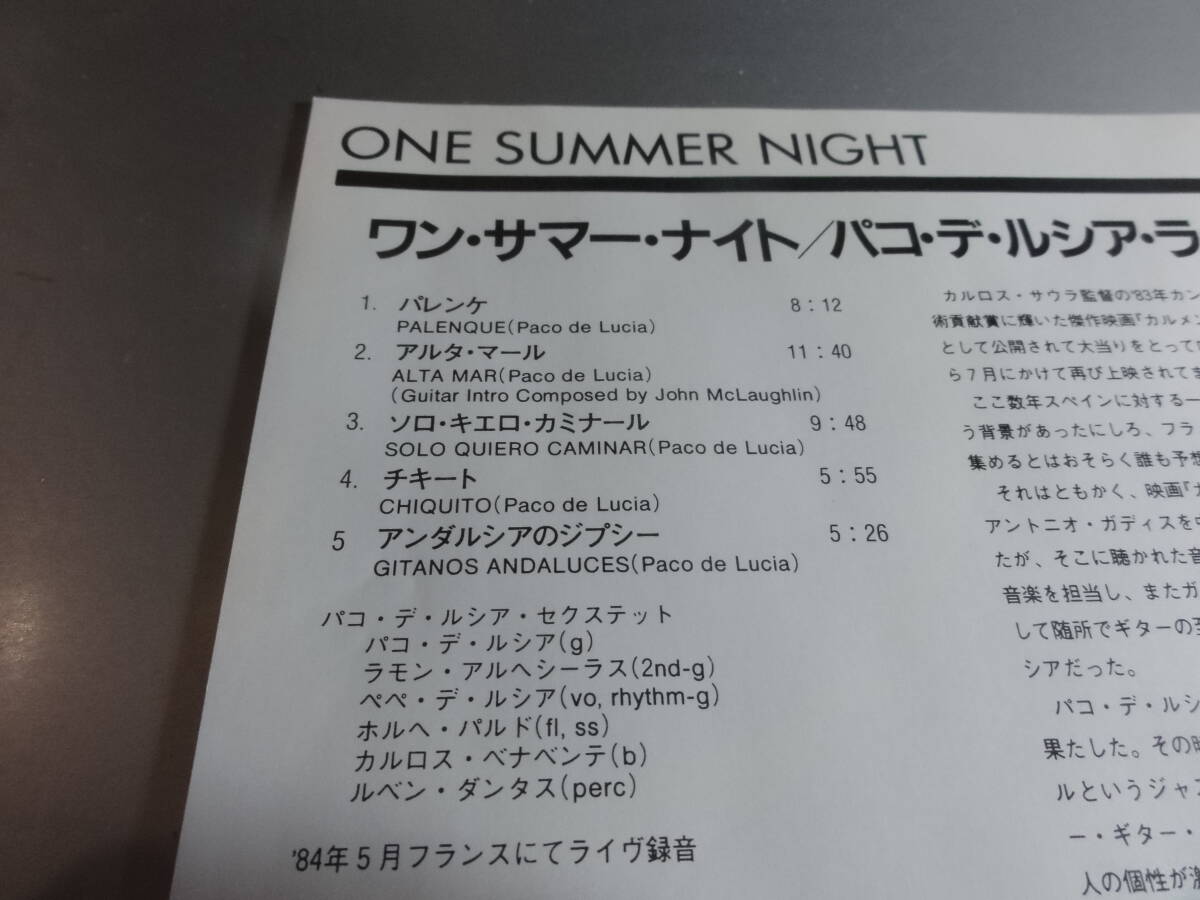 ONE SUMMER NIGHT
ワン・サマー・ナイト/パコ・デ・ルシア・ラ
1. パレンケ 8:12
PALENQUE(Paco de Lucia)
2. アルタ・マール 11:40
ALTA MAR(Paco de Lucia)
(Guitar Intro Composed by John McLaughlin)
3. ソロ・キエロ・カミナール 9:48
SOLO QUIERO CAMINAR(Paco de Lucia)
4. チキート 5:55
CHIQUITO(Paco de Lucia)
5 アンダルシアのジプシー 5:26
GITANOS ANDALUCES(Paco de Lucia)
パコ・デ・ルシア・セクステット
パコ・デ・ルシア(g)
ラモン・アルヘシーラス(2nd-g)
ペペ・デ・ルシア(vo, rhythm-g)
ホルヘ・パルド(fl, ss)
カルロス・ベナベンテ(b)
ルベン・ダンタス(perc)
'84年5月フランスにてライヴ録音
カルロス・サウラ監督の'83年カン
術貢献賞に輝いた傑作映画『カルメン
として公開されて大当りをとって
ら7月にかけて再び上映されてま
ここ数年スペインに対する一
う背景があったにしろ、フラ
集めるとはおそらく誰も予想
それはともかく、映画『カ
アントニオ・ガデスを中
たが、そこに聴かれた音
音楽を担当し、またガ
して随所でギターの至
シアだった。
パコ・デ・ルシ
果たした。その時
ルというジャズ
ー・ギター・
人の個性が激